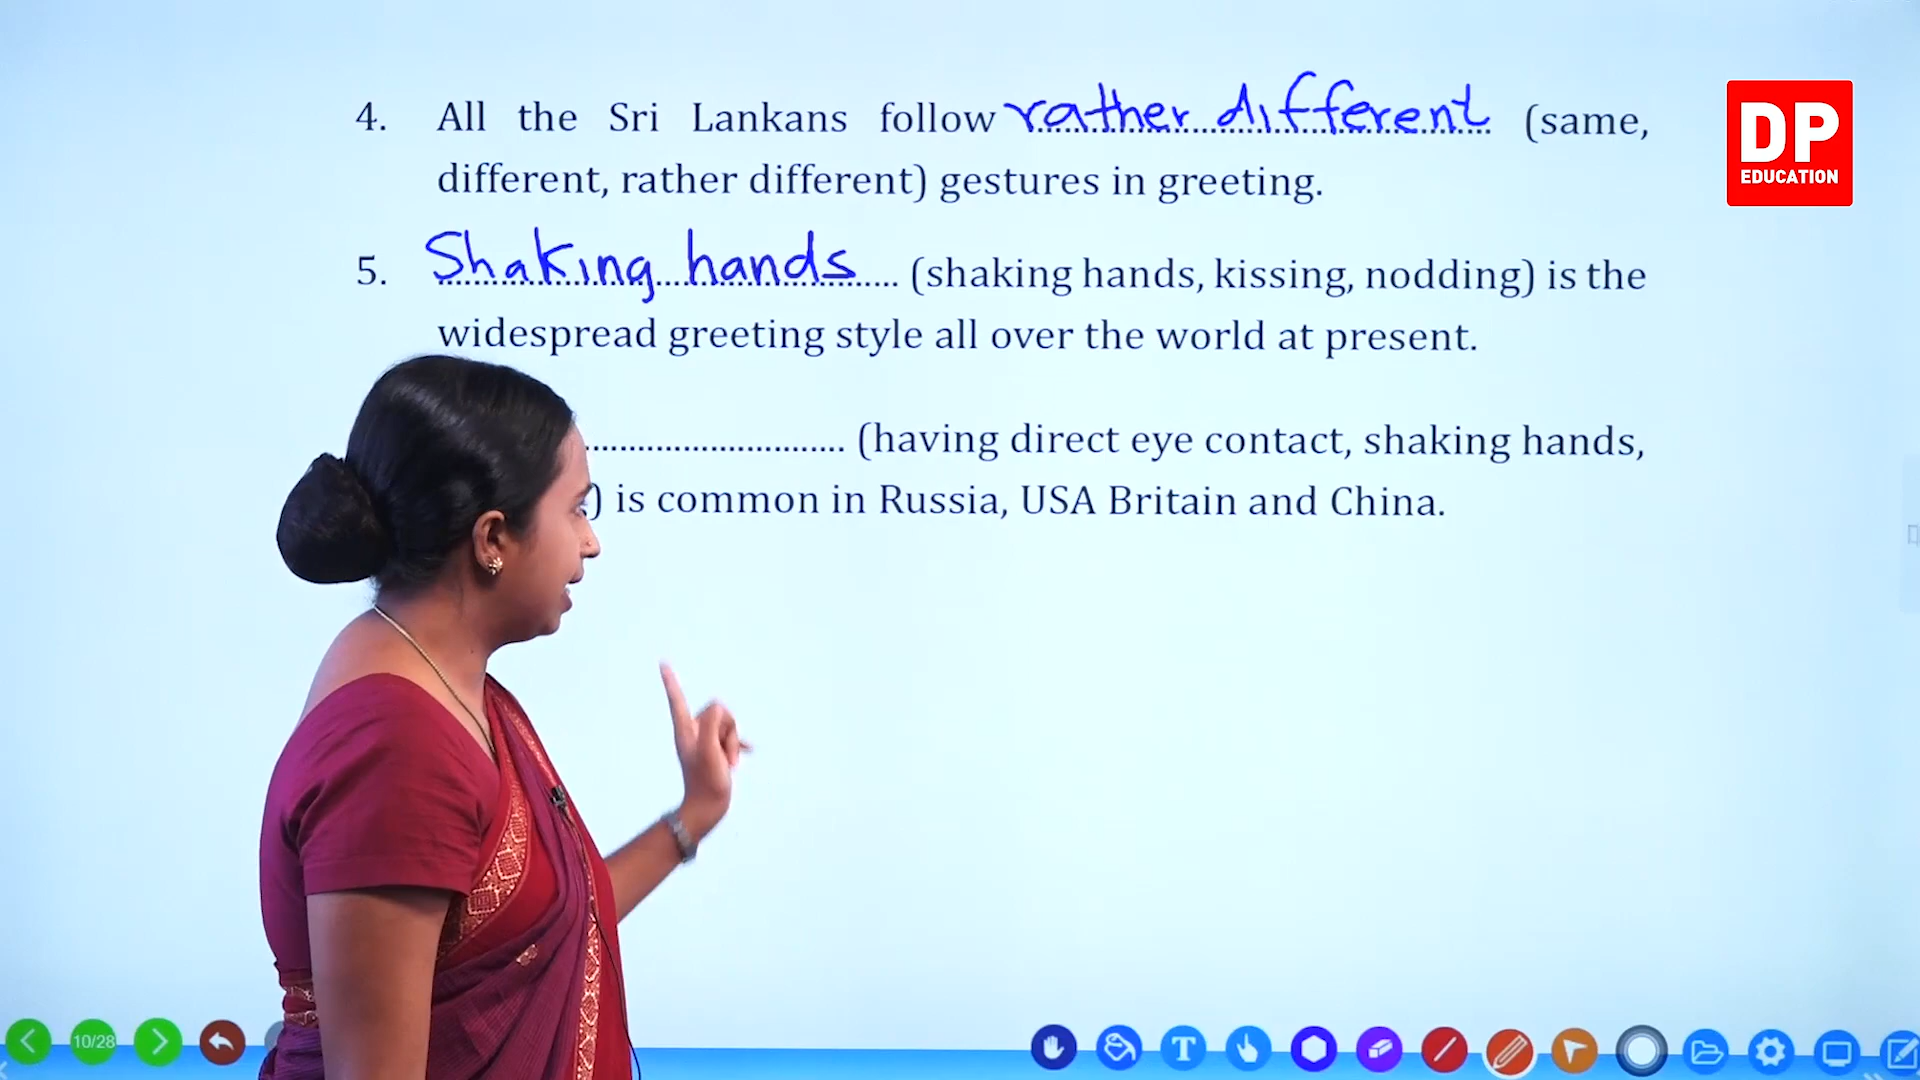 4. All the Sri Lankans follow rather different (same,
different, rather different) gestures in greeting.
5. Shaking hands (shaking hands, kissing, nodding) is the
widespread greeting style all over the world at present.
(having direct eye contact, shaking hands,
) is common in Russia, USA Britain and China.
DP
EDUCATION
10/28
T